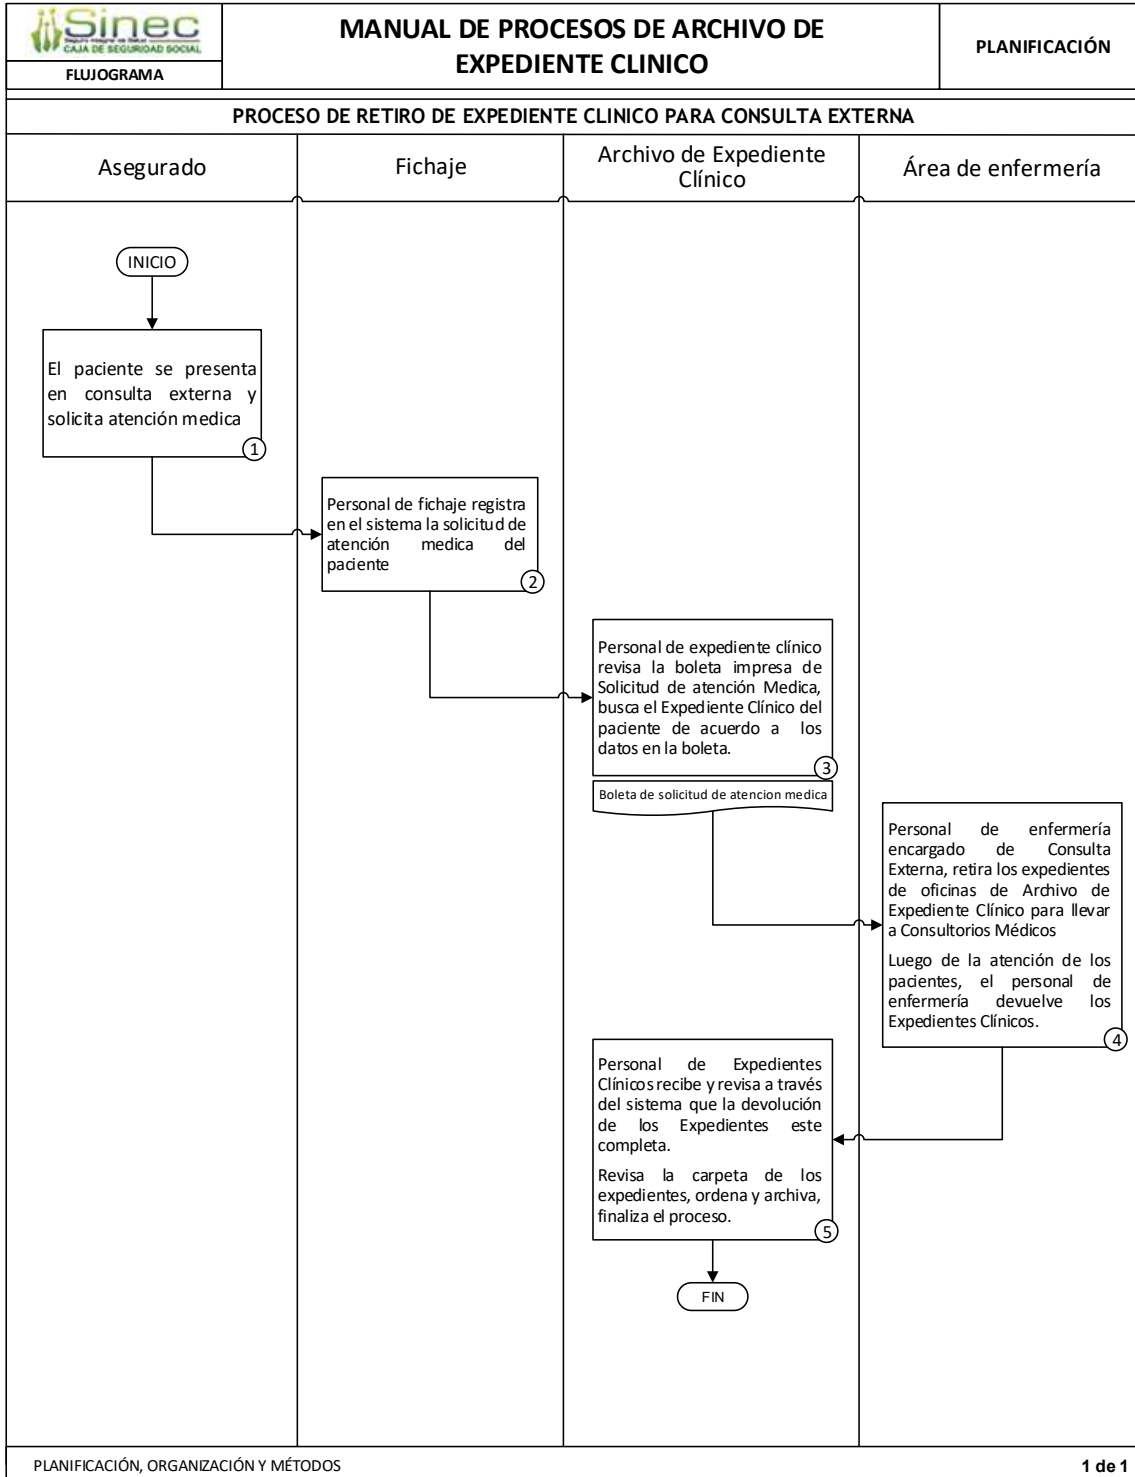 Sinec
CAJA DE SEGURIDAD SOCIAL
FLUJOGRAMA
MANUAL DE PROCESOS DE ARCHIVO DE
EXPEDIENTE CLINICO
PLANIFICACIÓN
PROCESO DE RETIRO DE EXPEDIENTE CLINICO PARA CONSULTA EXTERNA
Asegurado
Fichaje
Archivo de Expediente
Clínico
Área de enfermería
INICIO
El paciente se presenta
en consulta externa y
solicita atención medica
1
Personal de fichaje registra
en el sistema la solicitud de
atención medica del
paciente
2
Personal de expediente clínico
revisa la boleta impresa de
Solicitud de atención Medica,
busca el Expediente Clínico del
paciente de acuerdo a los
datos en la boleta.
3
Boleta de solicitud de atencion medica
Personal de enfermería
encargado de Consulta
Externa, retira los expedientes
de oficinas de Archivo de
Expediente Clínico para llevar
a Consultorios Médicos
Luego de la atención de los
pacientes, el personal de
enfermería devuelve los
Expedientes Clínicos.
4
Personal de Expedientes
Clínicos recibe y revisa a través
del sistema que la devolución
de los Expedientes este
completa.
Revisa la carpeta de los
expedientes, ordena y archiva,
finaliza el proceso.
5
FIN
PLANIFICACIÓN, ORGANIZACIÓN Y MÉTODOS
1 de 1